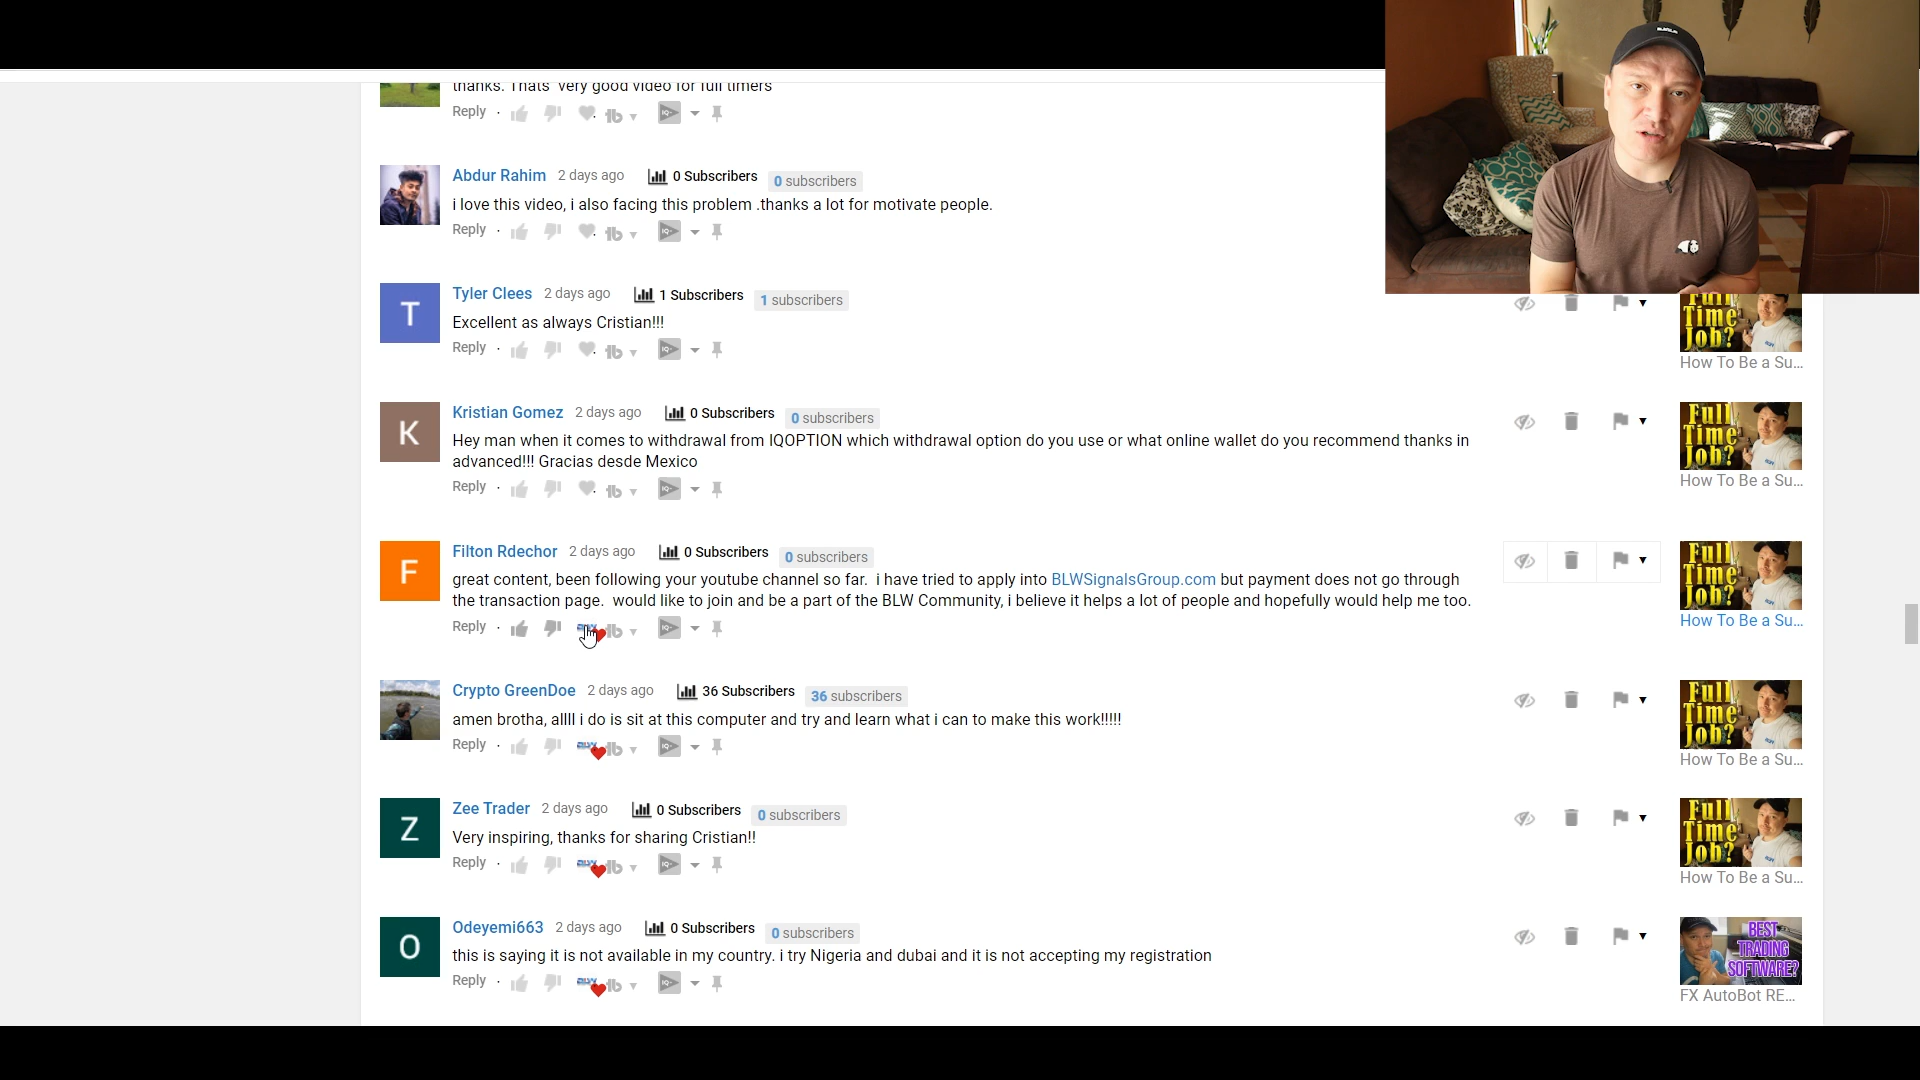 thanks. Thats very good video for full timers
Reply
Abdur Rahim 2 days ago 0 Subscribers 0 subscribers
i love this video, i also facing this problem .thanks a lot for motivate people.
Reply
Tyler Clees 2 days ago 1 Subscribers 1 subscribers
Excellent as always Cristian!!!
Reply
T
Full
Time
Job?
How To Be a Su...
Kristian Gomez 2 days ago 0 Subscribers 0 subscribers
Hey man when it comes to withdrawal from IQOPTION which withdrawal option do you use or what online wallet do you recommend thanks in
advanced!!! Gracias desde Mexico
Reply
K
Full
Time
Job?
How To Be a Su...
Filton Rdechor 2 days ago 0 Subscribers 0 subscribers
great content, been following your youtube channel so far. i have tried to apply into BLWSignalsGroup.com but payment does not go through
the transaction page. would like to join and be a part of the BLW Community, i believe it helps a lot of people and hopefully would help me too.
Reply
F
Full
Time
Job?
How To Be a Su...
Crypto GreenDoe 2 days ago 36 Subscribers 36 subscribers
amen brotha, allll i do is sit at this computer and try and learn what i can to make this work!!!!!
Reply
Full
Time
Job?
How To Be a Su...
Zee Trader 2 days ago 0 Subscribers 0 subscribers
Very inspiring, thanks for sharing Cristian!!
Reply
Z
Full
Time
Job?
How To Be a Su...
Odeyemi663 2 days ago 0 Subscribers 0 subscribers
this is saying it is not available in my country. i try Nigeria and dubai and it is not accepting my registration
Reply
O
BEST
TRADING
SOFTWARE?
FX AutoBot RE...